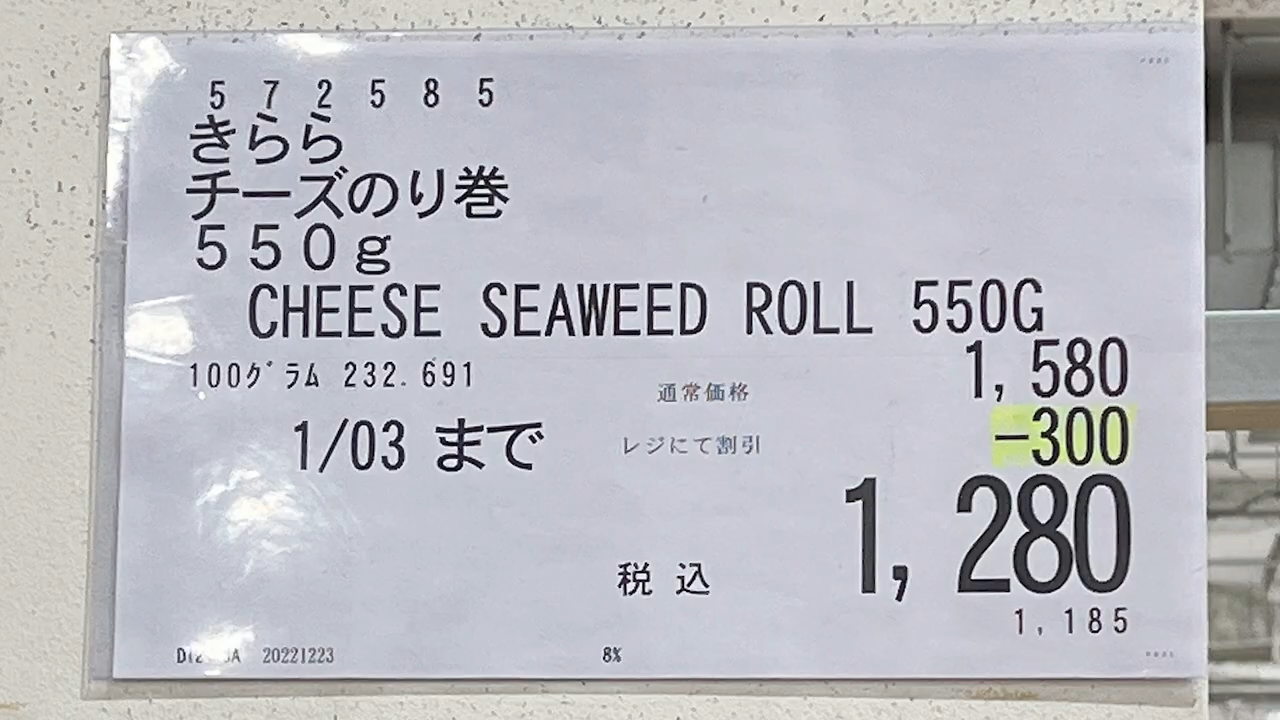 5 7 2 5 8 5
きらら
チーズのり巻
５５０ｇ
CHEESE SEAWEED ROLL 550G
100ｸﾞﾗﾑ 232.691
通常価格 1,580
1/03 まで レジにて割引 -300
税込 1,280
1,185
20221223 8%